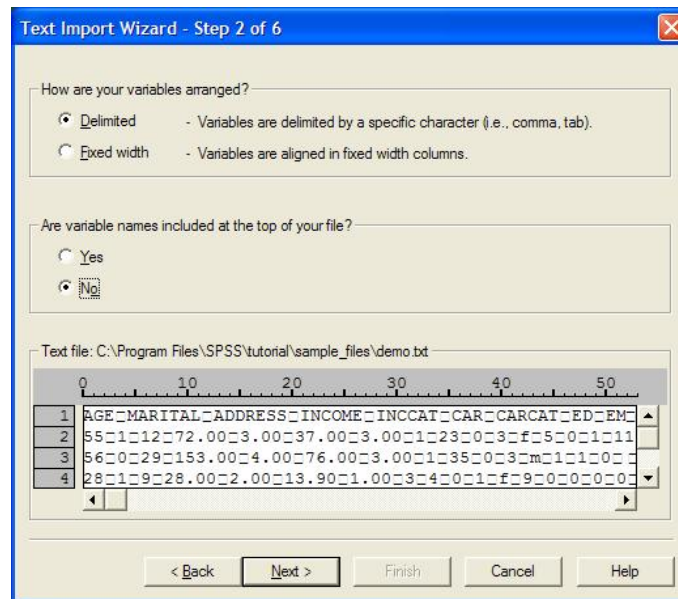 Text Import Wizard - Step 2 of 6
How are your variables arranged?
Delimited - Variables are delimited by a specific character (i.e., comma, tab).
Fixed width - Variables are aligned in fixed width columns.
Are variable names included at the top of your file?
Yes
No
Text file: C:\Program Files\SPSS\tutorial\sample_files\demo.txt
0 10 20 30 40 50
1 AGE▯MARITAL▯ADDRESS▯INCOME▯INCCAT▯CAR▯CARCAT▯ED▯EM
2 55▯1▯12▯72.00▯3.00▯37.00▯3.00▯1▯23▯0▯3▯f▯5▯0▯1▯11
3 56▯0▯29▯153.00▯4.00▯76.00▯3.00▯1▯35▯0▯3▯m▯1▯1▯0▯
4 28▯1▯9▯28.00▯2.00▯13.90▯1.00▯3▯4▯0▯1▯f▯9▯0▯0▯0▯0
< Back Next > Finish Cancel Help